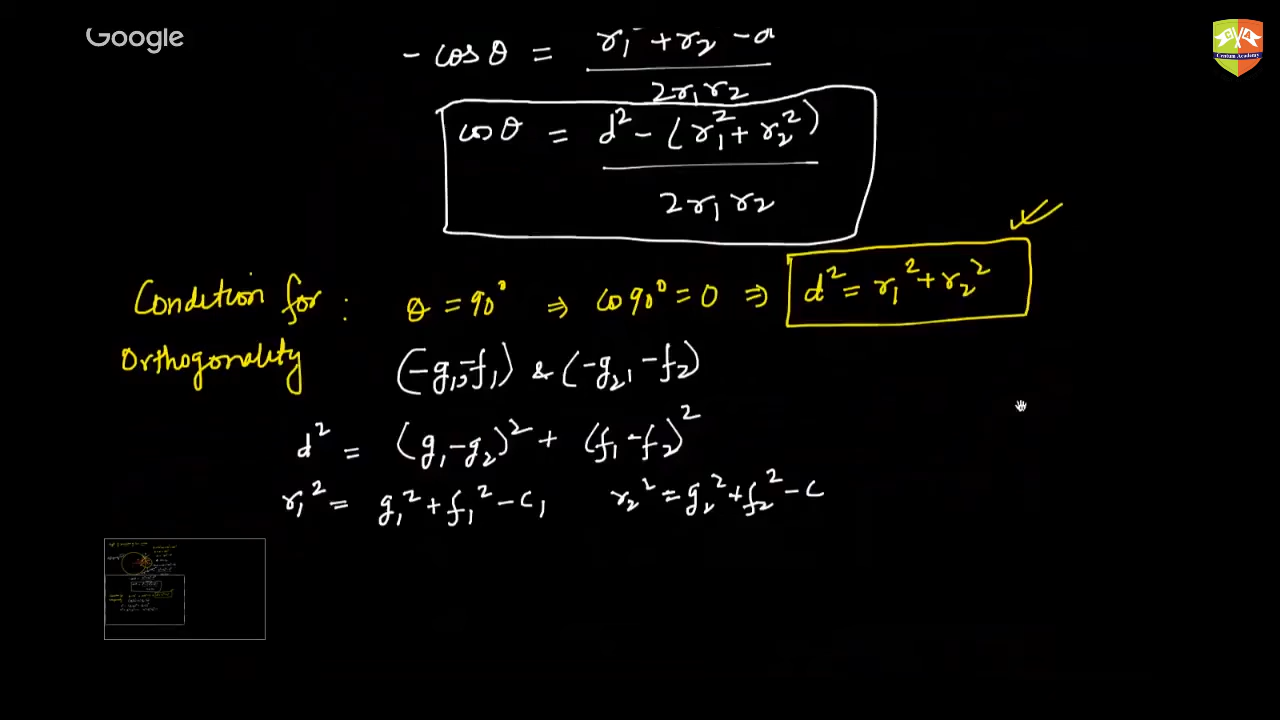 Google
- cos θ = r₁ + r₂ - d / 2r₁r₂
cos θ = d² - (r₁² + r₂²) / 2r₁r₂
Condition for : θ = 90° ⇒ cos 90° = 0 ⇒ d² = r₁² + r₂²
Orthogonality (-g₁, -f₁) & (-g₂, -f₂)
d² = (g₁ - g₂)² + (f₁ - f₂)²
r₁² = g₁² + f₁² - c₁ r₂² = g₂² + f₂² - c
Centum Academy